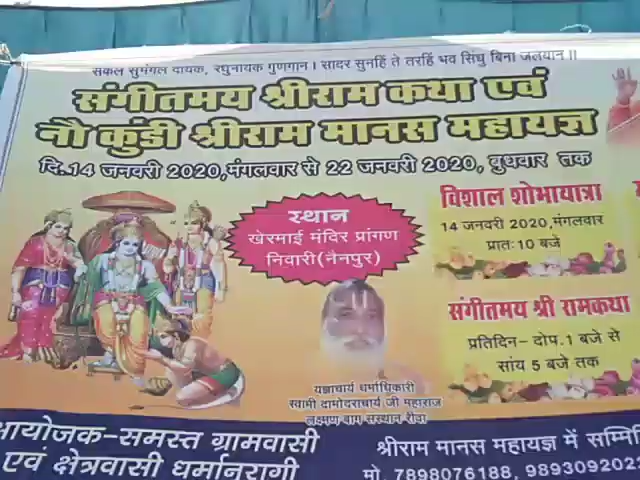 सकल सुमंगल दायक, रघुनायक गुणगान। सादर सुनहिं ते तरहिं भव सिंधु बिना जलयान॥
संगीतमय श्रीराम कथा एवं
नौ कुंडी श्रीराम मानस महायज्ञ
दि.14 जनवरी 2020,मंगलवार से 22 जनवरी 2020, बुधवार तक
स्थान
खेरमाई मंदिर प्रांगण
निवारी(नैनपुर)
विशाल शोभायात्रा
14 जनवरी 2020,मंगलवार
प्रातः10 बजे
संगीतमय श्री रामकथा
प्रतिदिन- दोप.1 बजे से
सांय 5 बजे तक
यज्ञाचार्य धर्माधिकारी
स्वामी दामोदराचार्य जी महाराज
लक्ष्मण बाग संस्थान रीवा
आयोजक-समस्त ग्रामवासी
एवं क्षेत्रवासी धर्मानुरागी
श्रीराम मानस महायज्ञ में सम्मि
मो. 7898076188, 989309202